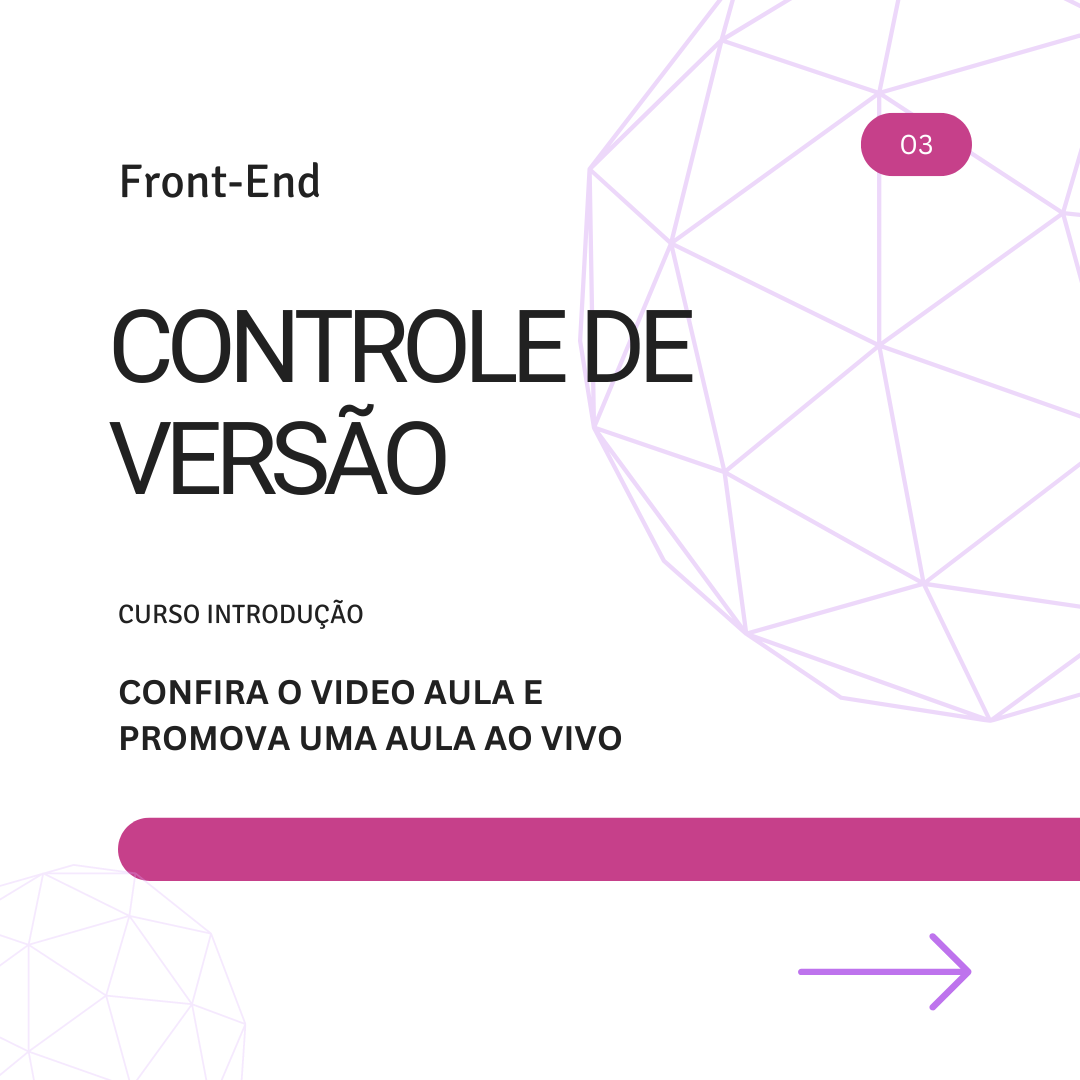 03
Front-End
CONTROLE DE
VERSÃO
CURSO INTRODUÇÃO
CONFIRA O VIDEO AULA E
PROMOVA UMA AULA AO VIVO